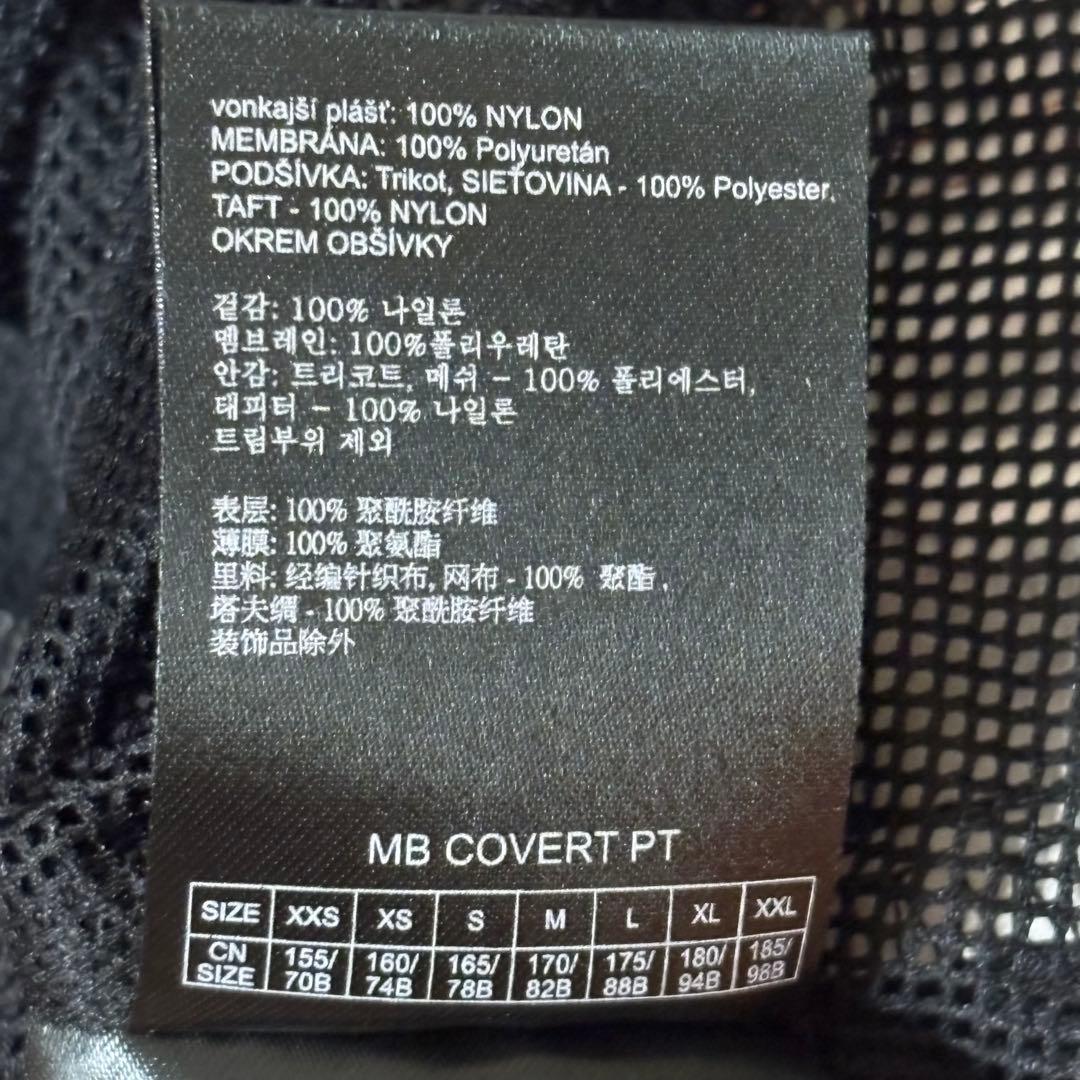 vonkajší plášť: 100% NYLON
MEMBRÁNA: 100% Polyuretán
PODŠÍVKA: Trikot, SIEŤOVINA - 100% Polyester.
TAFT - 100% NYLON
OKREM OBŠÍVKY
겉감: 100% 나일론
멤브레인: 100%폴리우레탄
안감: 트리코트, 메쉬 – 100% 폴리에스터,
태피터 – 100% 나일론
트림부위 제외
表层: 100% 聚酰胺纤维
薄膜: 100% 聚氨酯
里料: 经编针织布, 网布 - 100% 聚酯 .
塔夫绸 - 100% 聚酰胺纤维
装饰品除外
MB COVERT PT
SIZE XXS XS S M L XL XXL
CN 155/ 160/ 165/ 170/ 175/ 180/ 185/
SIZE 70B 74B 78B 82B 88B 94B 98B